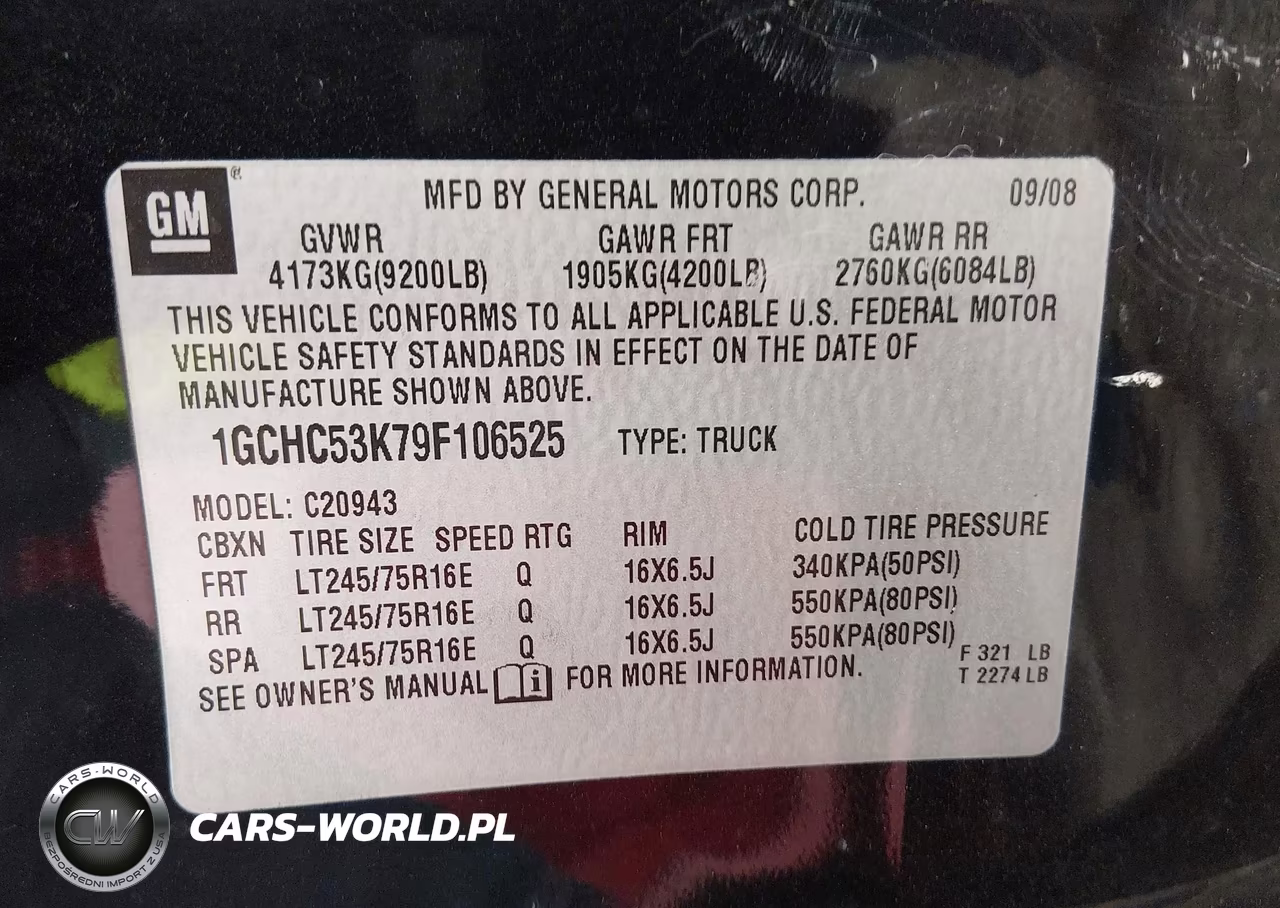 GM ®
MFD BY GENERAL MOTORS CORP. 09/08
GVWR GAWR FRT GAWR RR
4173KG(9200LB) 1905KG(4200LB) 2760KG(6084LB)
THIS VEHICLE CONFORMS TO ALL APPLICABLE U.S. FEDERAL MOTOR
VEHICLE SAFETY STANDARDS IN EFFECT ON THE DATE OF
MANUFACTURE SHOWN ABOVE.
1GCHC53K79F106525 TYPE: TRUCK
MODEL: C20943
CBXN TIRE SIZE SPEED RTG RIM COLD TIRE PRESSURE
FRT LT245/75R16E Q 16X6.5J 340KPA(50PSI)
RR LT245/75R16E Q 16X6.5J 550KPA(80PSI)
SPA LT245/75R16E Q 16X6.5J 550KPA(80PSI)
F 321 LB
SEE OWNER'S MANUAL i FOR MORE INFORMATION. T 2274 LB
CARS-WORLD
CW
BEZPOŚREDNI IMPORT Z USA
CARS-WORLD.PL